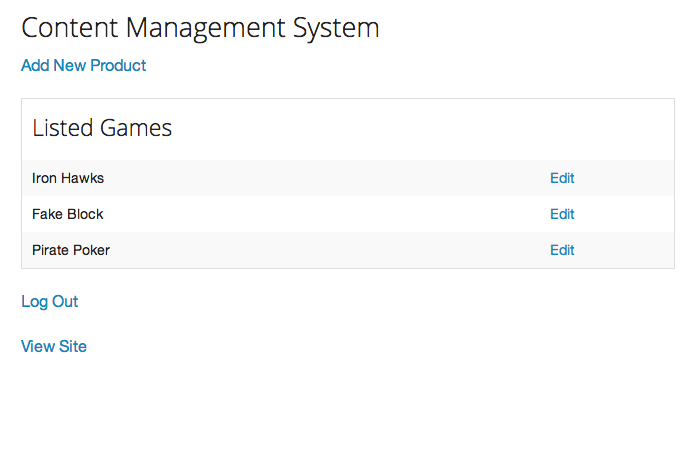 Content Management System
Add New Product
Listed Games
Iron Hawks Edit
Fake Block Edit
Pirate Poker Edit
Log Out
View Site